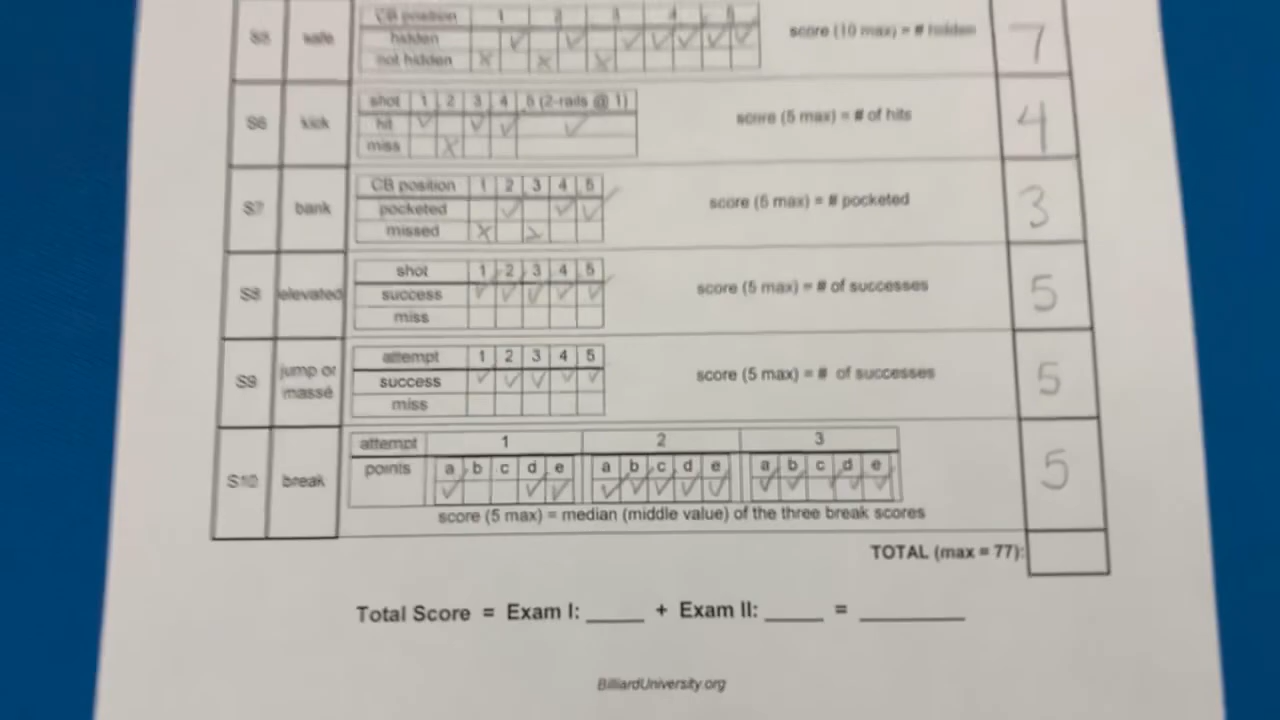 CB position 1 2 3 4 5
S5 safe hidden ✓ ✓ ✓ ✓ ✓ ✓ ✓ score (10 max) = # hidden 7
not hidden x x x
shot 1 2 3 4 5 (2-rails @ 1)
S6 kick hit ✓ ✓ ✓ ✓ score (5 max) = # of hits 4
miss x
CB position 1 2 3 4 5
S7 bank pocketed ✓ ✓ ✓ score (5 max) = # pocketed 3
missed x x
shot 1 2 3 4 5
S8 elevated success ✓ ✓ ✓ ✓ ✓ score (5 max) = # of successes 5
miss
attempt 1 2 3 4 5
S9 jump or massé success ✓ ✓ ✓ ✓ ✓ score (5 max) = # of successes 5
miss
attempt 1 2 3
S10 break points a b c d e a b c d e a b c d e 5
✓ ✓ ✓ ✓ ✓ ✓ ✓ ✓ ✓ ✓ ✓ ✓
score (5 max) = median (middle value) of the three break scores
TOTAL (max = 77):
Total Score = Exam I: ____ + Exam II: ____ = _______
BilliardUniversity.org